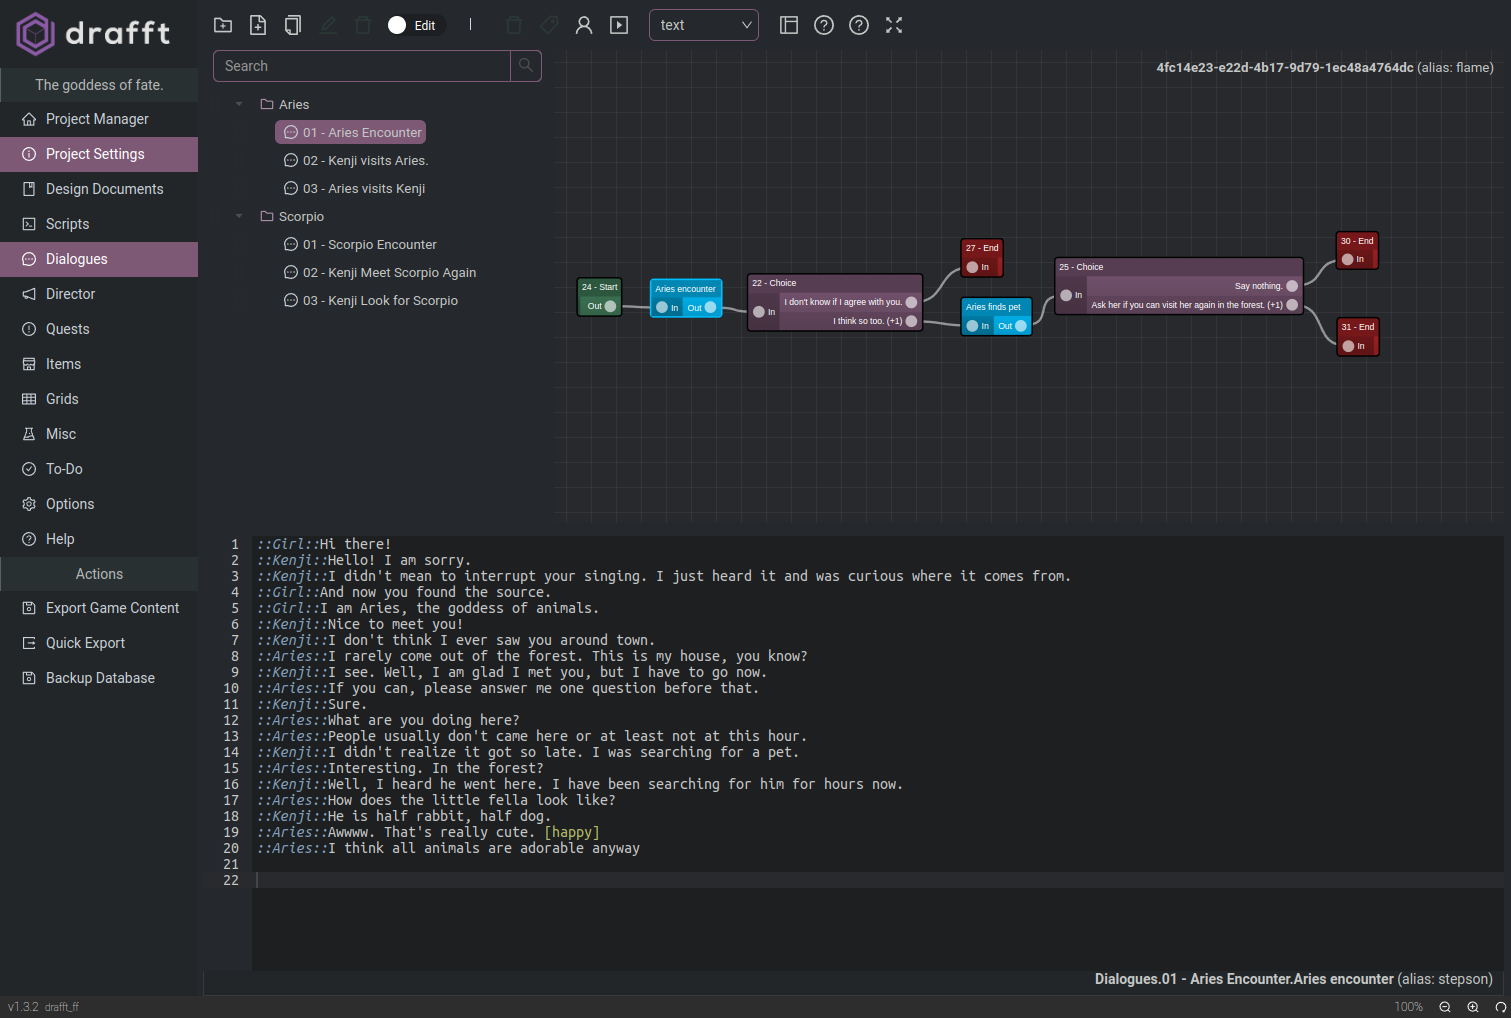 drafft
The goddess of fate.
Project Manager
Project Settings
Design Documents
Scripts
Dialogues
Director
Quests
Items
Grids
Misc
To-Do
Options
Help
Actions
Export Game Content
Quick Export
Backup Database
v1.3.2 drafft_ff
Edit
text
Search
Aries
01 - Aries Encounter
02 - Kenji visits Aries.
03 - Aries visits Kenji
Scorpio
01 - Scorpio Encounter
02 - Kenji Meet Scorpio Again
03 - Kenji Look for Scorpio
4fc14e23-e22d-4b17-9d79-1ec48a4764dc (alias: flame)
24 - Start
Out
Aries encounter
In Out
22 - Choice
I don't know if I agree with you.
In
I think so too. (+1)
27 - End
In
Aries finds pet
In Out
25 - Choice
Say nothing.
In
Ask her if you can visit her again in the forest. (+1)
30 - End
In
31 - End
In
1 ::Girl::Hi there!
2 ::Kenji::Hello! I am sorry.
3 ::Kenji::I didn't mean to interrupt your singing. I just heard it and was curious where it comes from.
4 ::Girl::And now you found the source.
5 ::Girl::I am Aries, the goddess of animals.
6 ::Kenji::Nice to meet you!
7 ::Kenji::I don't think I ever saw you around town.
8 ::Aries::I rarely come out of the forest. This is my house, you know?
9 ::Kenji::I see. Well, I am glad I met you, but I have to go now.
10 ::Aries::If you can, please answer me one question before that.
11 ::Kenji::Sure.
12 ::Aries::What are you doing here?
13 ::Aries::People usually don't came here or at least not at this hour.
14 ::Kenji::I didn't realize it got so late. I was searching for a pet.
15 ::Aries::Interesting. In the forest?
16 ::Kenji::Well, I heard he went here. I have been searching for him for hours now.
17 ::Aries::How does the little fella look like?
18 ::Kenji::He is half rabbit, half dog.
19 ::Aries::Awwww. That's really cute. [happy]
20 ::Aries::I think all animals are adorable anyway
21
22
Dialogues.01 - Aries Encounter.Aries encounter (alias: stepson)
100%